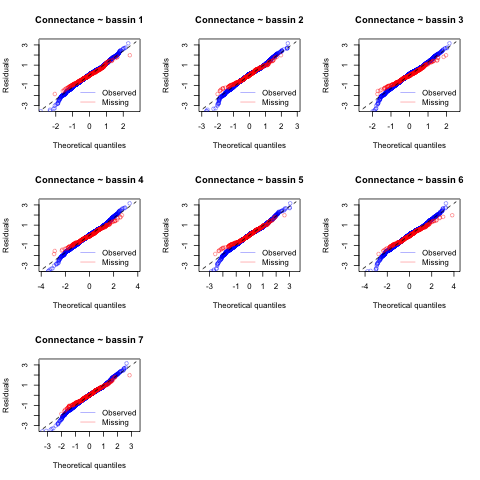 Connectance ~ bassin 1
Residuals
3
1
-1
-3
Observed
Missing
-2
-1
0
1
2
Theoretical quantiles
Connectance ~ bassin 2
Residuals
3
1
-1
-3
Observed
Missing
-3
-2
-1
0
1
2
3
Theoretical quantiles
Connectance ~ bassin 3
Residuals
3
1
-1
-3
Observed
Missing
-2
-1
0
1
2
Theoretical quantiles
Connectance ~ bassin 4
Residuals
3
1
-1
-3
Observed
Missing
-4
-2
0
2
4
Theoretical quantiles
Connectance ~ bassin 5
Residuals
3
1
-1
-3
Observed
Missing
-3
-1
0
1
2
3
Theoretical quantiles
Connectance ~ bassin 6
Residuals
3
1
-1
-3
Observed
Missing
-4
-2
0
2
4
Theoretical quantiles
Connectance ~ bassin 7
Residuals
3
1
-1
-3
Observed
Missing
-3
-2
-1
0
1
2
3
Theoretical quantiles